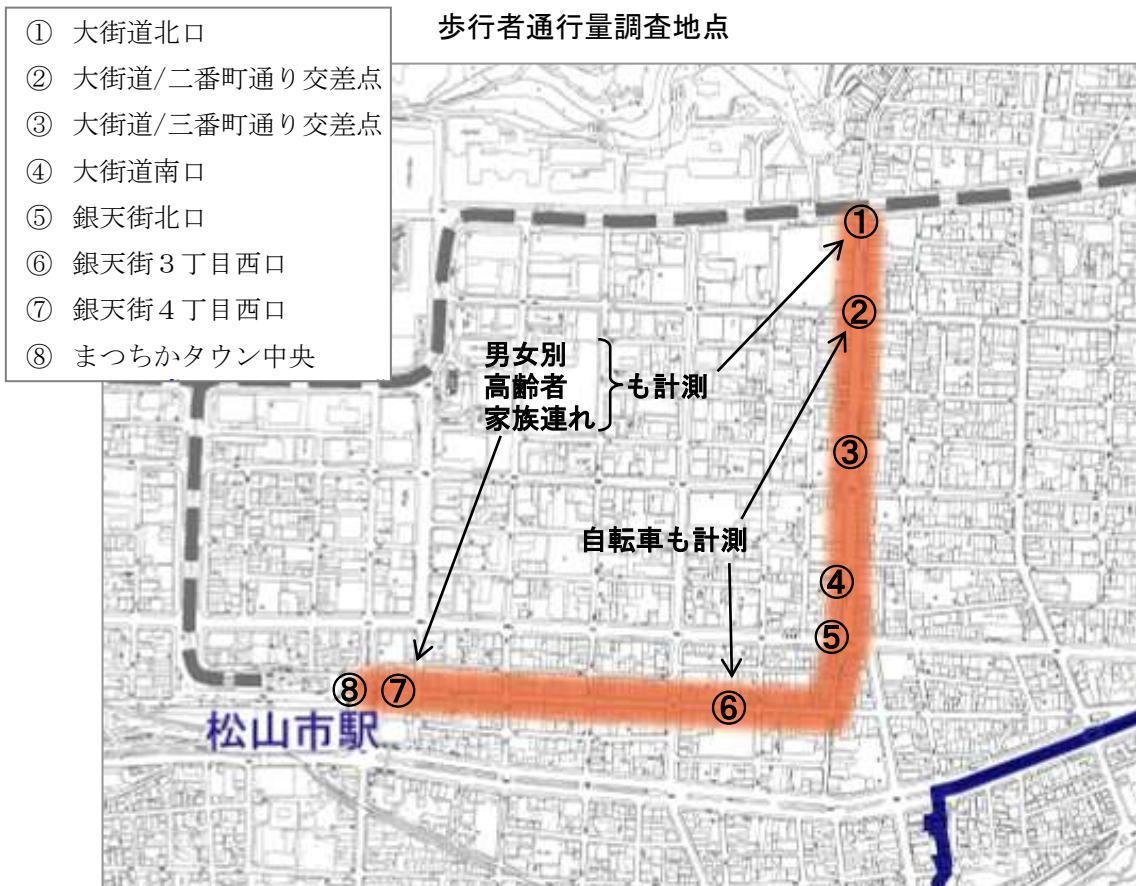 歩行者通行量調査地点
① 大街道北口
② 大街道/二番町通り交差点
③ 大街道/三番町通り交差点
④ 大街道南口
⑤ 銀天街北口
⑥ 銀天街３丁目西口
⑦ 銀天街４丁目西口
⑧ まつちかタウン中央
①
②
男女別
高齢者
家族連れ
も計測
③
自転車も計測
④
⑤
⑧
⑦
⑥
松山市駅